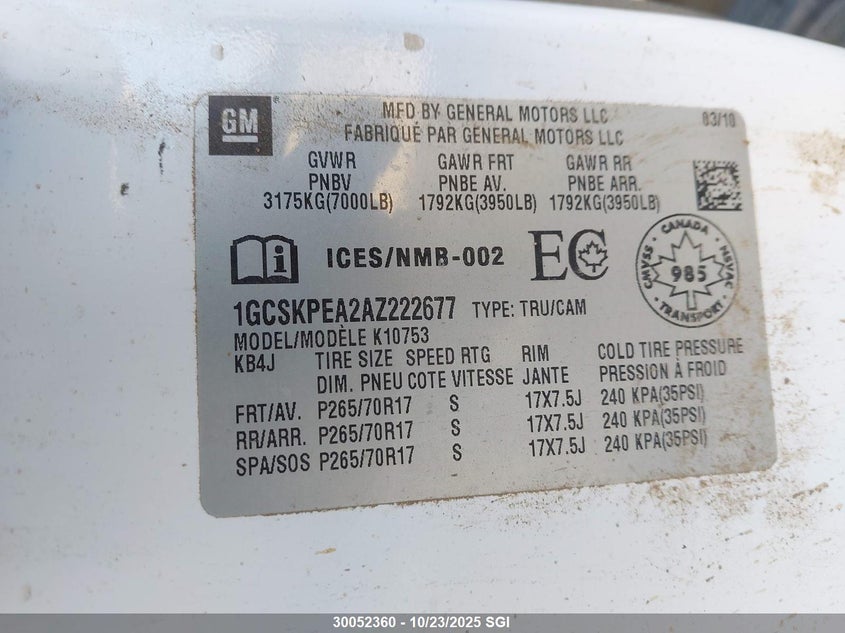 GM
MFD BY GENERAL MOTORS LLC 03/10
FABRIQUÉ PAR GENERAL MOTORS LLC
GVWR GAWR FRT GAWR RR
PNBV PNBE AV. PNBE ARR.
3175KG(7000LB) 1792KG(3950LB) 1792KG(3950LB)
ICES/NMB-002 EC
CANADA CMVSS NSVAC 985 TRANSPORT
1GCSKPEA2AZ222677 TYPE: TRU/CAM
MODEL/MODÈLE K10753
KB4J TIRE SIZE SPEED RTG RIM COLD TIRE PRESSURE
DIM. PNEU COTE VITESSE JANTE PRESSION À FROID
FRT/AV. P265/70R17 S 17X7.5J 240 KPA(35PSI)
RR/ARR. P265/70R17 S 17X7.5J 240 KPA(35PSI)
SPA/SOS P265/70R17 S 17X7.5J 240 KPA(35PSI)
30052360 - 10/23/2025 SGI